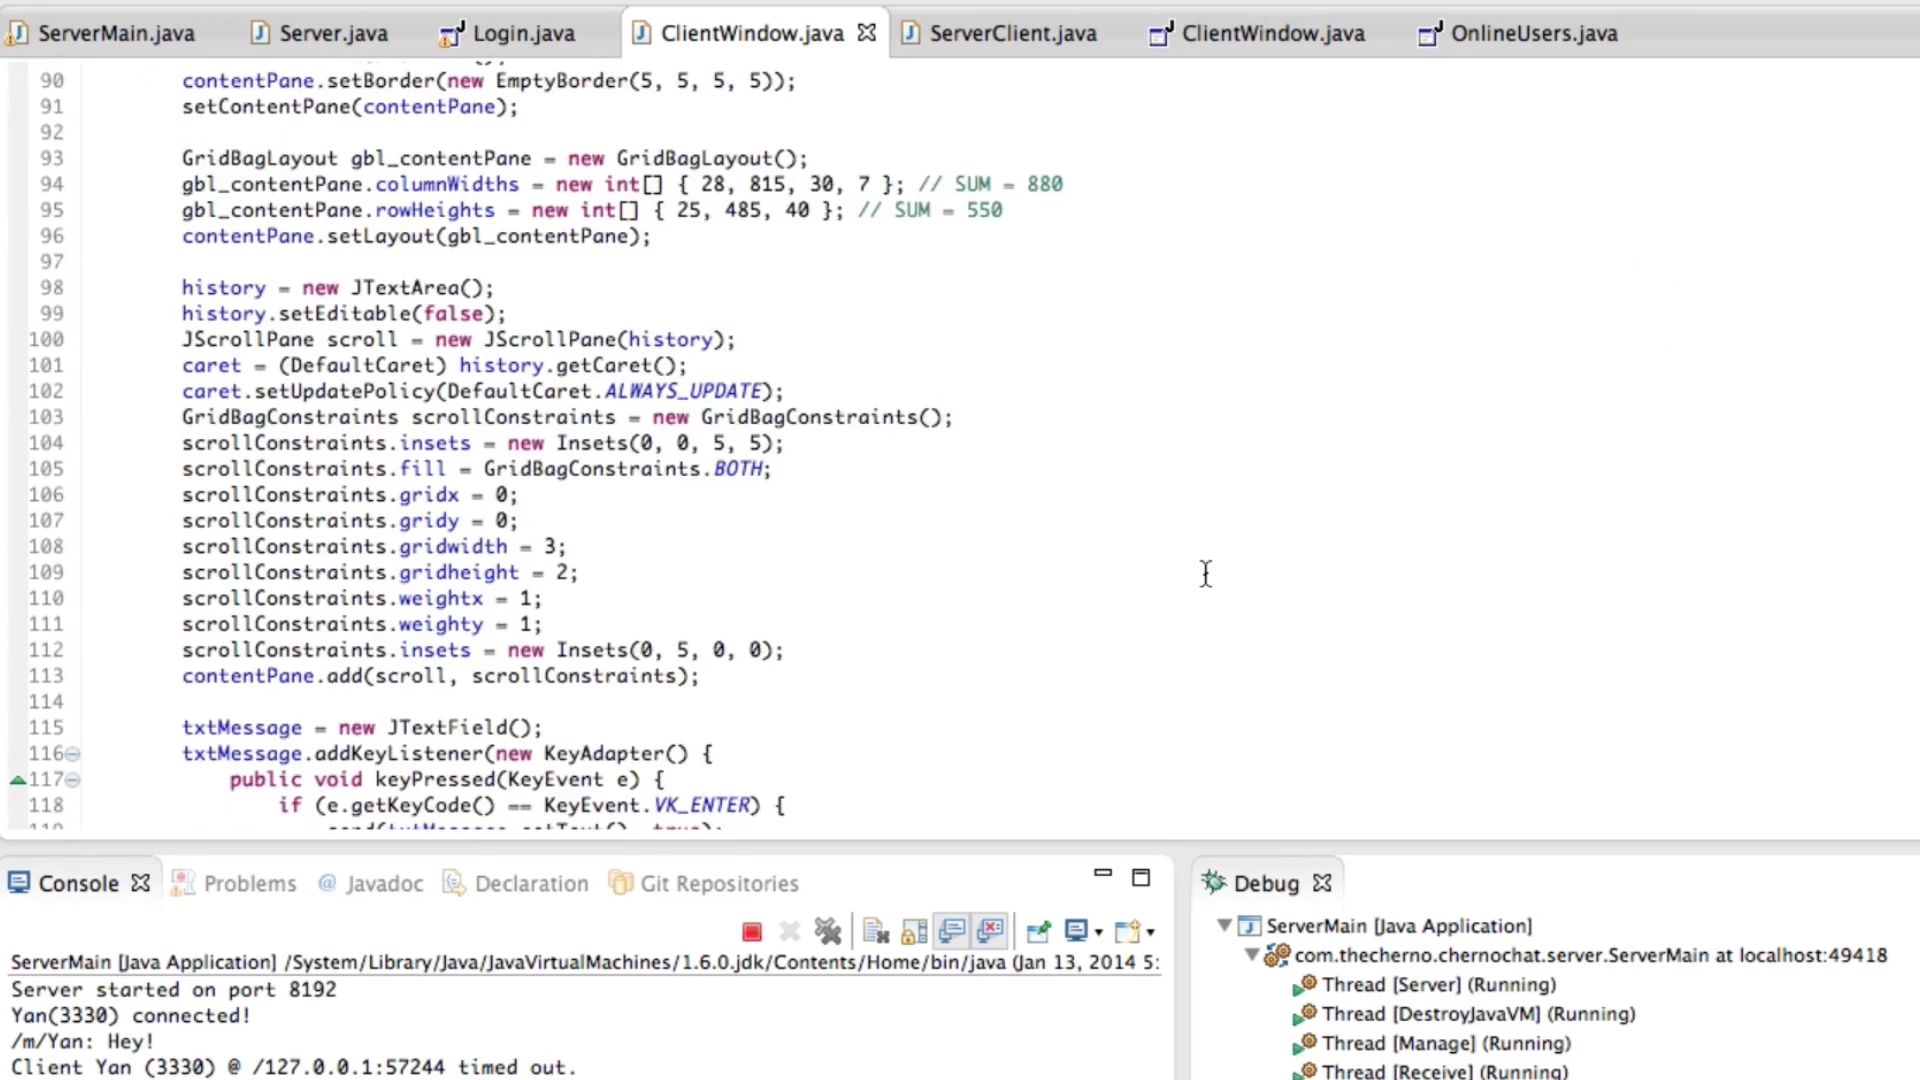 ServerMain.java Server.java Login.java ClientWindow.java ServerClient.java ClientWindow.java OnlineUsers.java
90 contentPane.setBorder(new EmptyBorder(5, 5, 5, 5));
91 setContentPane(contentPane);
92
93 GridBagLayout gbl_contentPane = new GridBagLayout();
94 gbl_contentPane.columnWidths = new int[] { 28, 815, 30, 7 }; // SUM = 880
95 gbl_contentPane.rowHeights = new int[] { 25, 485, 40 }; // SUM = 550
96 contentPane.setLayout(gbl_contentPane);
97
98 history = new JTextArea();
99 history.setEditable(false);
100 JScrollPane scroll = new JScrollPane(history);
101 caret = (DefaultCaret) history.getCaret();
102 caret.setUpdatePolicy(DefaultCaret.ALWAYS_UPDATE);
103 GridBagConstraints scrollConstraints = new GridBagConstraints();
104 scrollConstraints.insets = new Insets(0, 0, 5, 5);
105 scrollConstraints.fill = GridBagConstraints.BOTH;
106 scrollConstraints.gridx = 0;
107 scrollConstraints.gridy = 0;
108 scrollConstraints.gridwidth = 3;
109 scrollConstraints.gridheight = 2;
110 scrollConstraints.weightx = 1;
111 scrollConstraints.weighty = 1;
112 scrollConstraints.insets = new Insets(0, 5, 0, 0);
113 contentPane.add(scroll, scrollConstraints);
114
115 txtMessage = new JTextField();
116 txtMessage.addKeyListener(new KeyAdapter() {
117 public void keyPressed(KeyEvent e) {
118 if (e.getKeyCode() == KeyEvent.VK_ENTER) {
Console Problems @ Javadoc Declaration Git Repositories
ServerMain [Java Application] /System/Library/Java/JavaVirtualMachines/1.6.0.jdk/Contents/Home/bin/java (Jan 13, 2014 5:
Server started on port 8192
Yan(3330) connected!
/m/Yan: Hey!
Client Yan (3330) @ /127.0.0.1:57244 timed out.
Debug
ServerMain [Java Application]
com.thecherno.chernochat.server.ServerMain at localhost:49418
Thread [Server] (Running)
Thread [DestroyJavaVM] (Running)
Thread [Manage] (Running)
Thread [Receive] (Running)